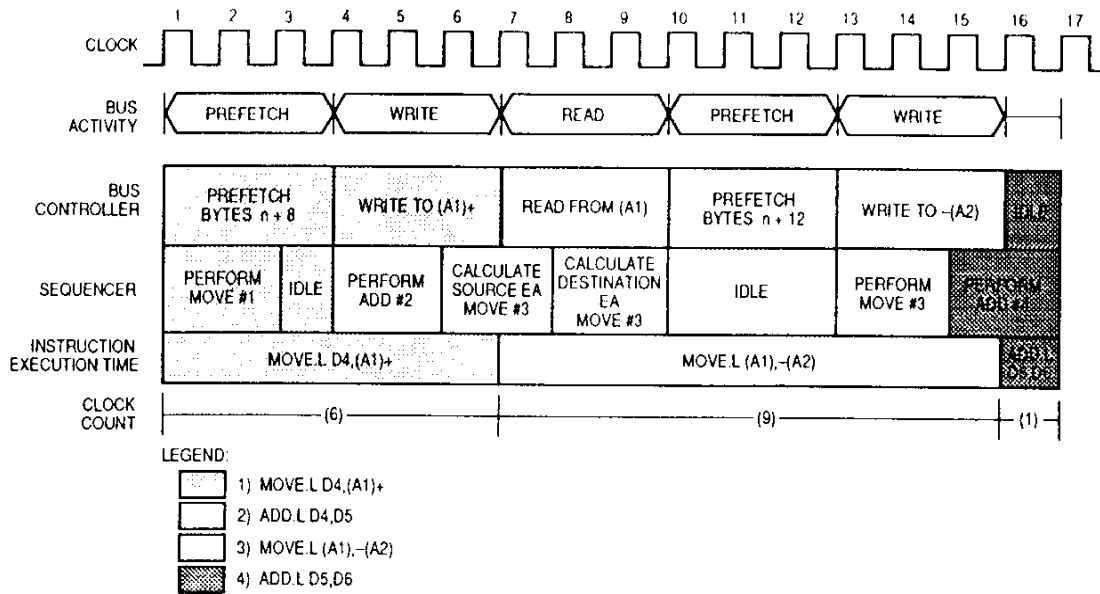 1 2 3 4 5 6 7 8 9 10 11 12 13 14 15 16 17
CLOCK
BUS
ACTIVITY
PREFETCH WRITE READ PREFETCH WRITE
BUS
CONTROLLER
PREFETCH
BYTES n + 8
WRITE TO (A1)+
READ FROM (A1)
PREFETCH
BYTES n + 12
WRITE TO –(A2)
IDLE
SEQUENCER
PERFORM
MOVE #1
IDLE
PERFORM
ADD #2
CALCULATE
SOURCE EA
MOVE #3
CALCULATE
DESTINATION
EA
MOVE #3
IDLE
PERFORM
MOVE #3
PERFORM
ADD #4
INSTRUCTION
EXECUTION TIME
MOVE.L D4,(A1)+
MOVE.L (A1),–(A2)
ADD.L
D5,D6
CLOCK
COUNT
(6) (9) (1)
LEGEND:
1) MOVE.L D4,(A1)+
2) ADD.L D4,D5
3) MOVE.L (A1),–(A2)
4) ADD.L D5,D6